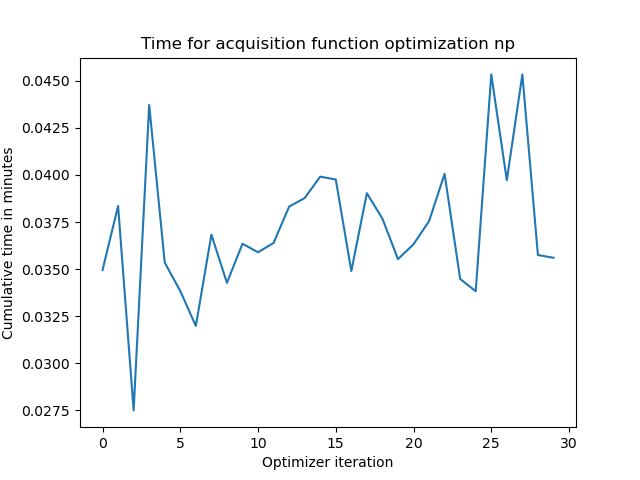 Time for acquisition function optimization np
Cumulative time in minutes
0.0450
0.0425
0.0400
0.0375
0.0350
0.0325
0.0300
0.0275
0 5 10 15 20 25 30
Optimizer iteration